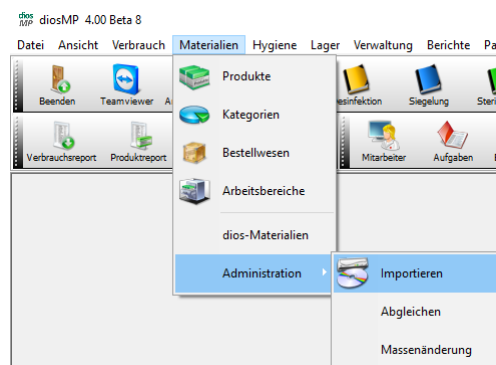 dios MP diosMP 4.00 Beta 8
Datei Ansicht Verbrauch Materialien Hygiene Lager Verwaltung Berichte
Beenden Teamviewer Siegelung
Verbrauchsreport Produktreport Mitarbeiter Aufgaben
Produkte
Kategorien
Bestellwesen
Arbeitsbereiche
dios-Materialien
Administration
Importieren
Abgleichen
Massenänderung